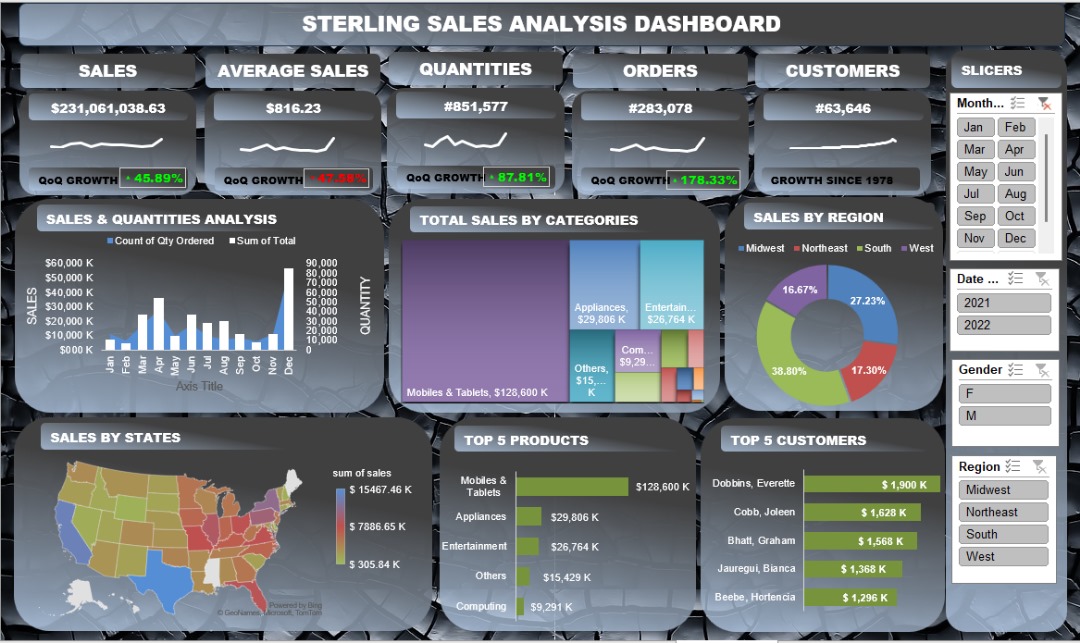 STERLING SALES ANALYSIS DASHBOARD
SALES
AVERAGE SALES
QUANTITIES
ORDERS
CUSTOMERS
SLICERS
$231,061,038.63
$816.23
#851,577
#283,078
#63,646
QoQ GROWTH 45.89%
QoQ GROWTH
QoQ GROWTH 87.81%
QoQ GROWTH 178.33%
GROWTH SINCE 1978
Month...
Jan Feb
Mar Apr
May Jun
Jul Aug
Sep Oct
Nov Dec
SALES & QUANTITIES ANALYSIS
Count of Qty Ordered Sum of Total
SALES
$60,000 K
$50,000 K
$40,000 K
$30,000 K
$20,000 K
$10,000 K
$000 K
90,000
80,000
70,000
60,000
50,000
40,000
30,000
20,000
10,000
0
QUANTITY
Jan Feb Mar Apr May Jun Jul Aug Sep Oct Nov Dec
Axis Title
TOTAL SALES BY CATEGORIES
Mobiles & Tablets, $128,600 K
Appliances,
$29,806 K
Entertain...
$26,764 K
Others,
$15,...
K
Com...
$9,29...
SALES BY REGION
Midwest Northeast South West
16.67%
27.23%
38.80%
17.30%
Date ...
2021
2022
Gender
F
M
Region
Midwest
Northeast
South
West
SALES BY STATES
sum of sales
$ 15467.46 K
$ 7886.65 K
$ 305.84 K
Powered by Bing
© GeoNames, Microsoft, TomTom
TOP 5 PRODUCTS
Mobiles &
Tablets
$128,600 K
Appliances
$29,806 K
Entertainment
$26,764 K
Others
$15,429 K
Computing
$9,291 K
TOP 5 CUSTOMERS
Dobbins, Everette
$ 1,900 K
Cobb, Joleen
$ 1,628 K
Bhatt, Graham
$ 1,568 K
Jauregui, Bianca
$ 1,368 K
Beebe, Hortencia
$ 1,296 K